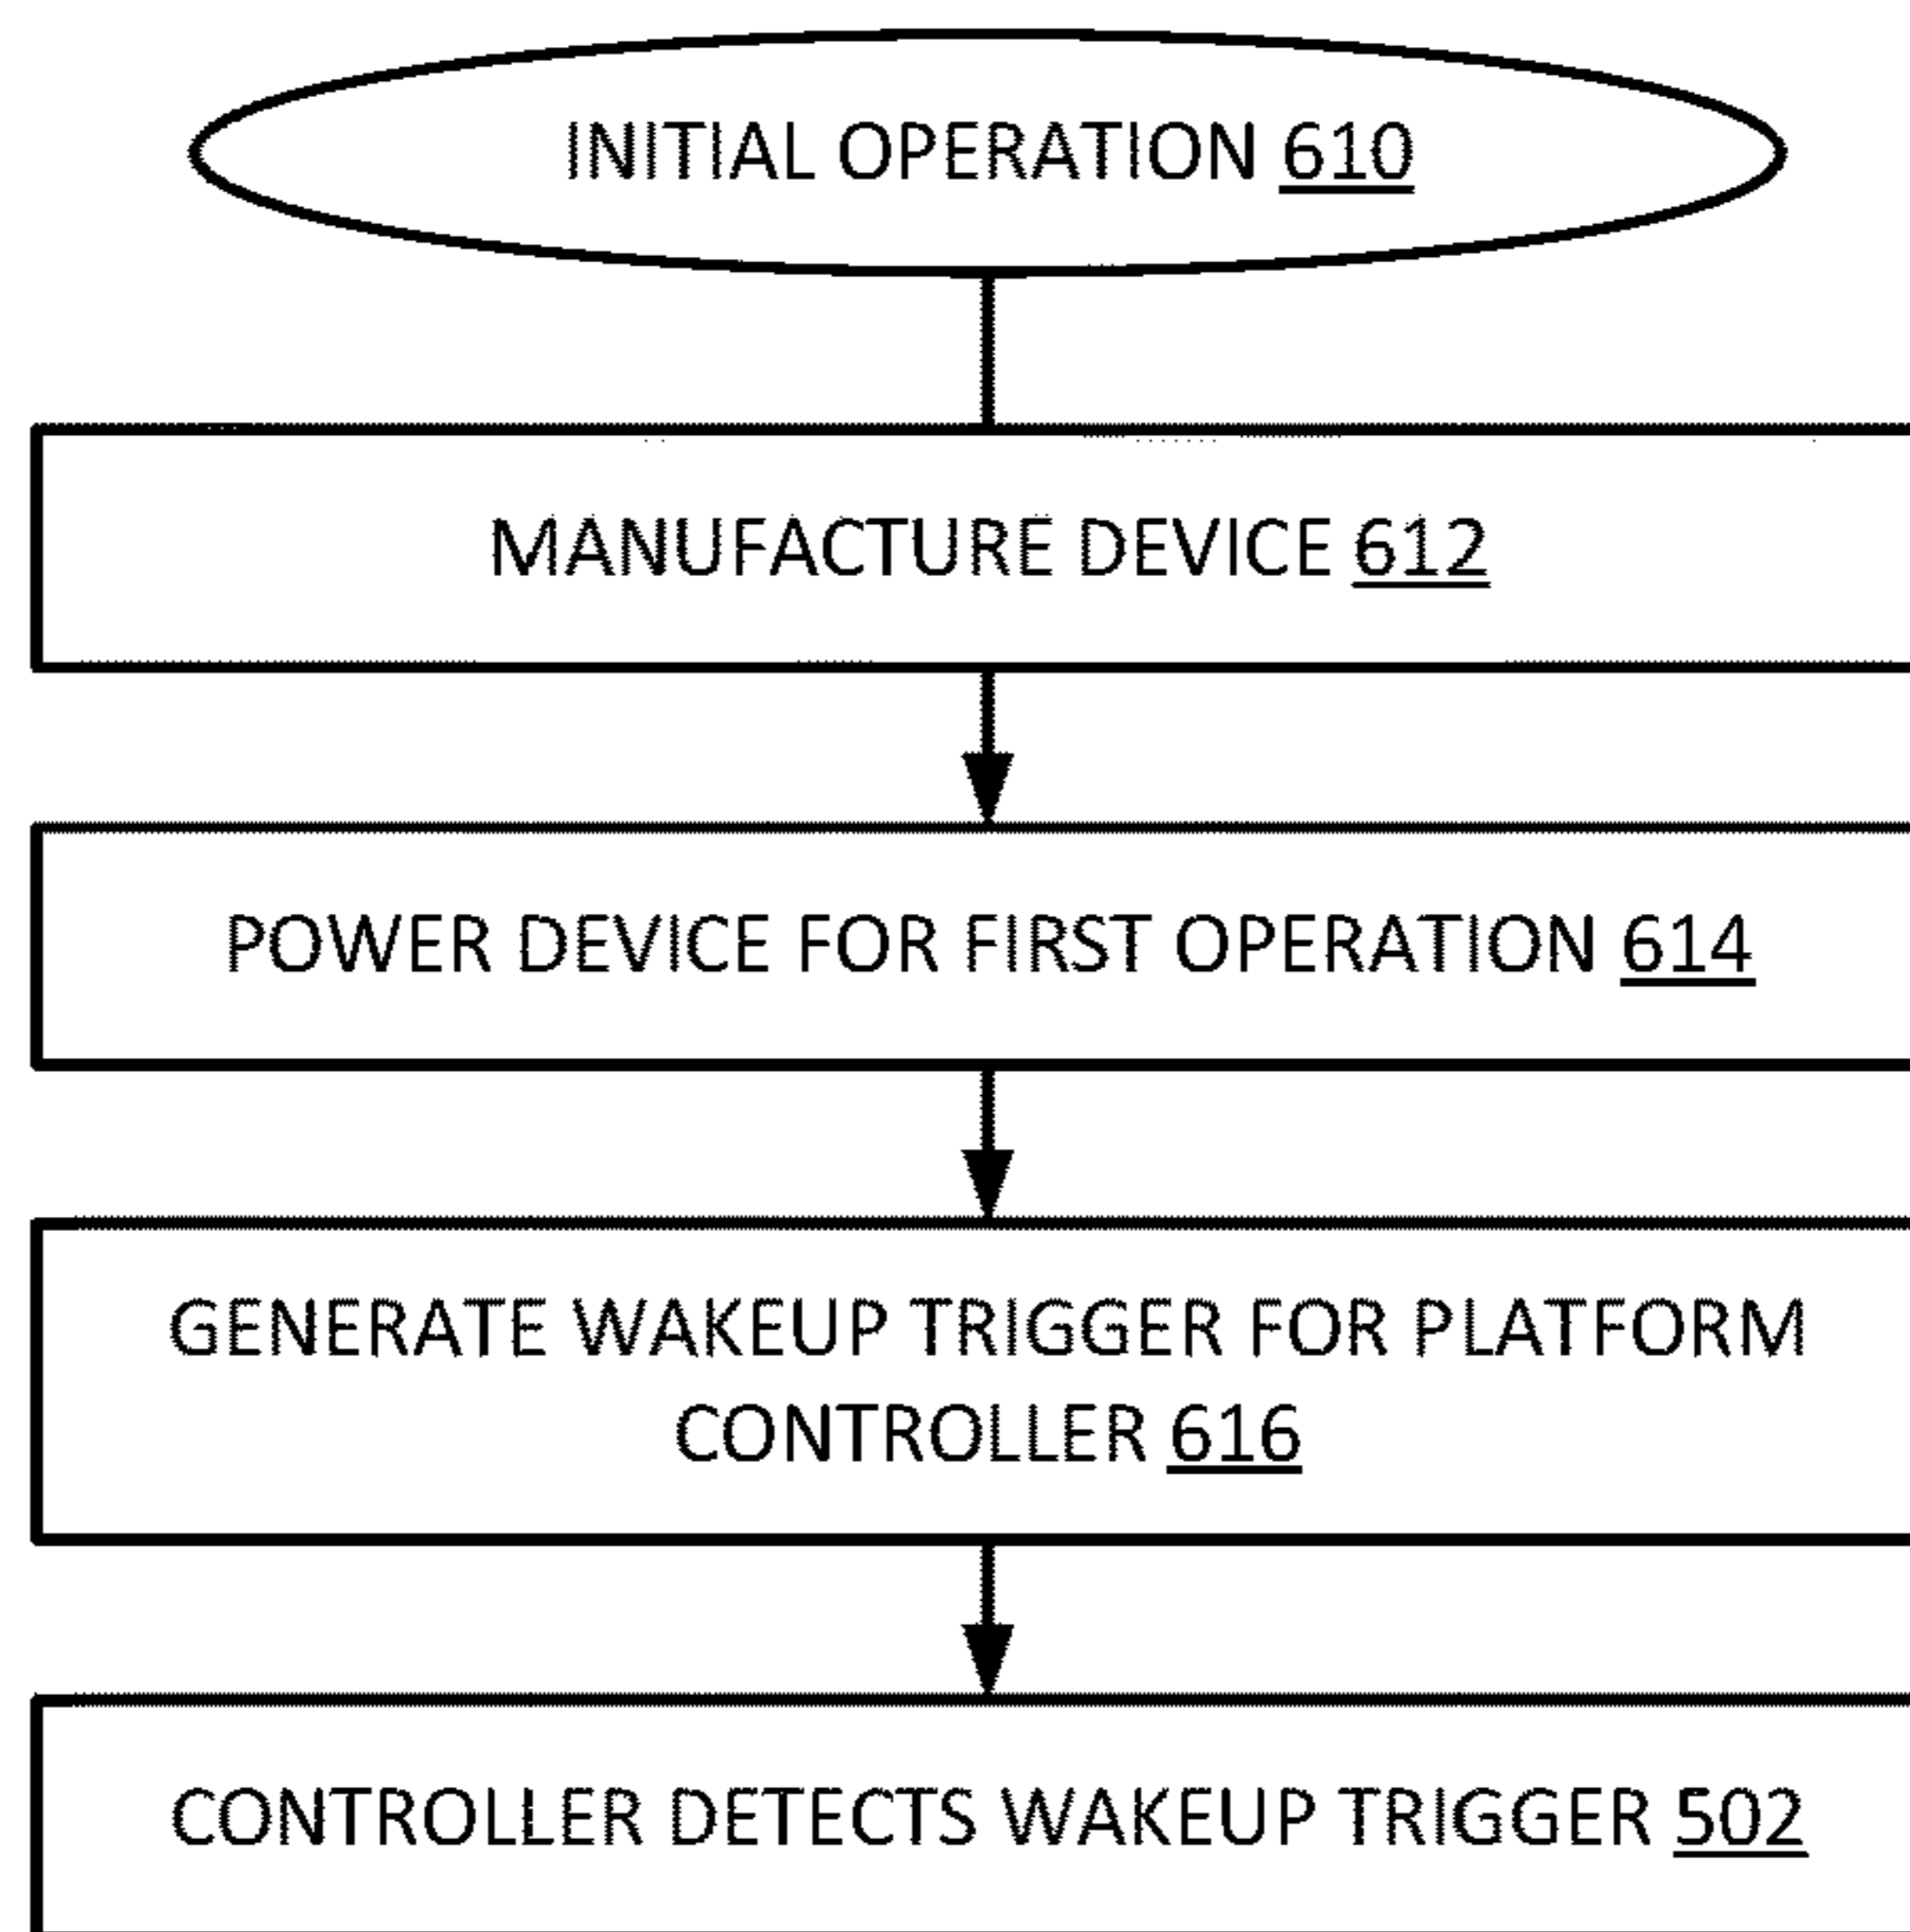 INITIAL OPERATION 610
MANUFACTURE DEVICE 612
POWER DEVICE FOR FIRST OPERATION 614
GENERATE WAKEUP TRIGGER FOR PLATFORM
CONTROLLER 616
CONTROLLER DETECTS WAKEUP TRIGGER 502